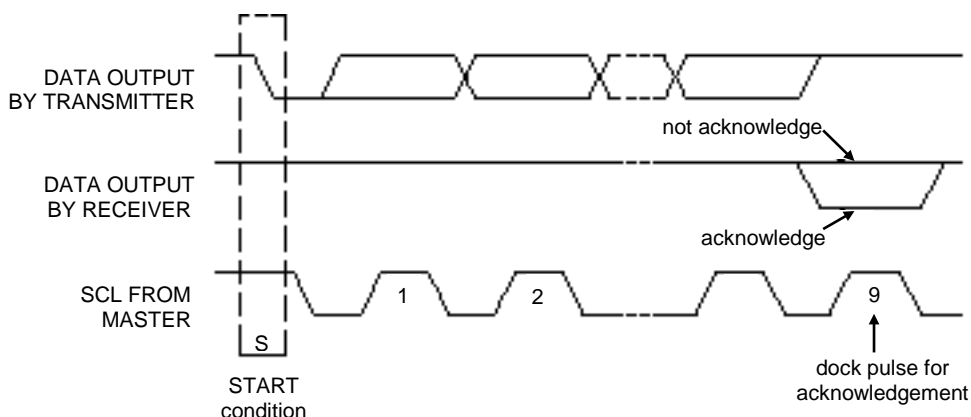 DATA OUTPUT
BY TRANSMITTER
not acknowledge
DATA OUTPUT
BY RECEIVER
acknowledge
SCL FROM
MASTER
1
2
9
S
START
condition
dock pulse for
acknowledgement